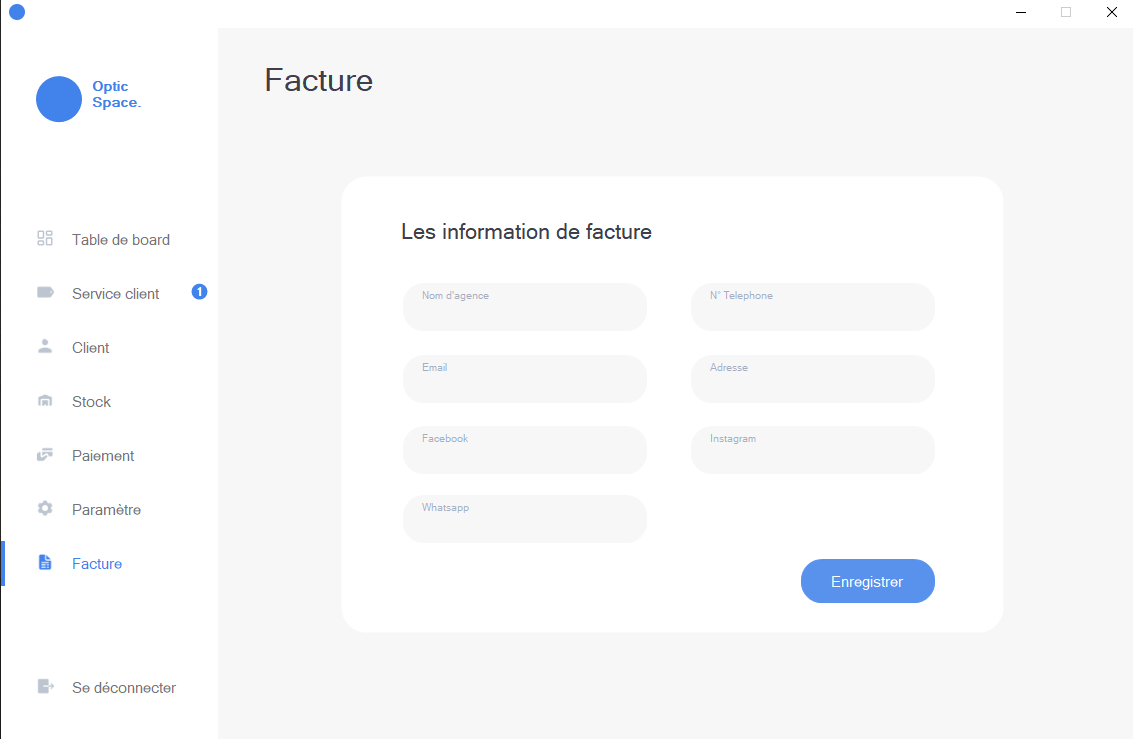 Optic
Space.
Table de board
Service client
1
Client
Stock
Paiement
Paramètre
Facture
Se déconnecter
Facture
Les information de facture
Nom d'agence
N° Telephone
Email
Adresse
Facebook
Instagram
Whatsapp
Enregistrer